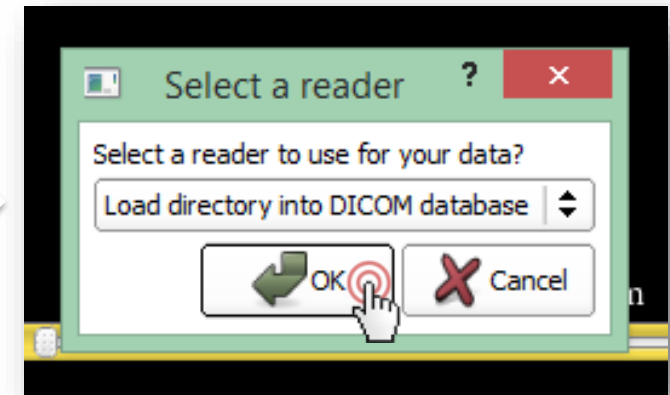 Select a reader ?
Select a reader to use for your data?
Load directory into DICOM database
OK Cancel
n